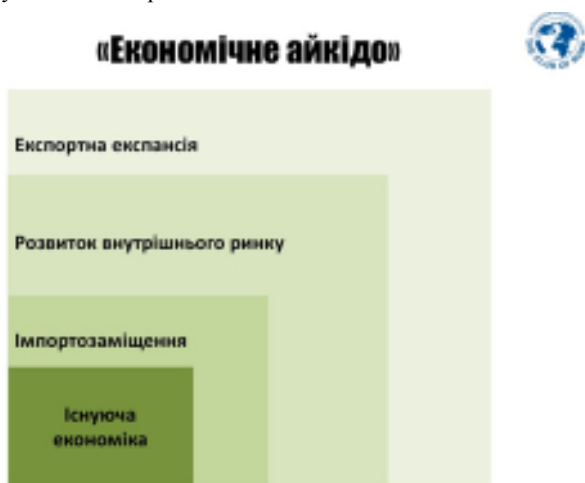 «Економічне айкідо»
Експортна експансія
Розвиток внутрішнього ринку
Імпортозаміщення
Існуюча
економіка